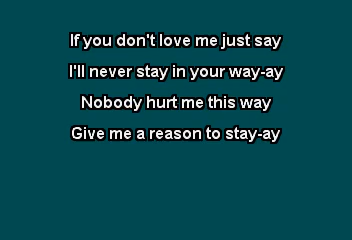 If you don't love me just say
I'll never stay in your way-ay
Nobody hurt me this way
Give me a reason to stay-ay